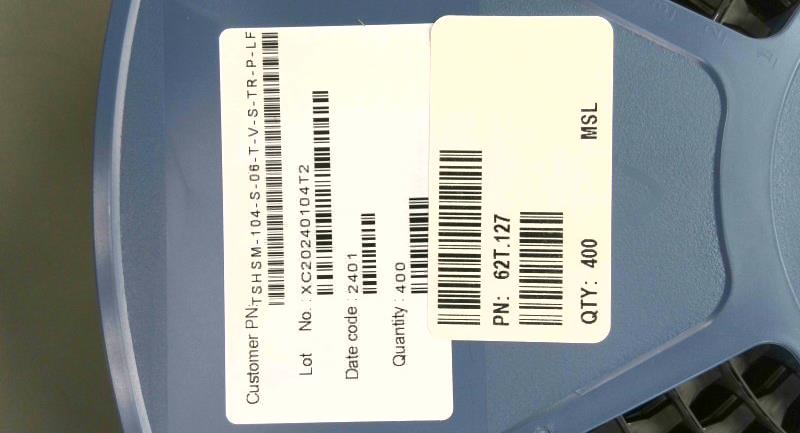 Customer PN:TSHSM-104-S-06-T-V-S-TR-P-LF
Lot No. : XC20240104T2
Date code : 2401
Quantity : 400
PN: 62T.127
QTY: 400 MSL